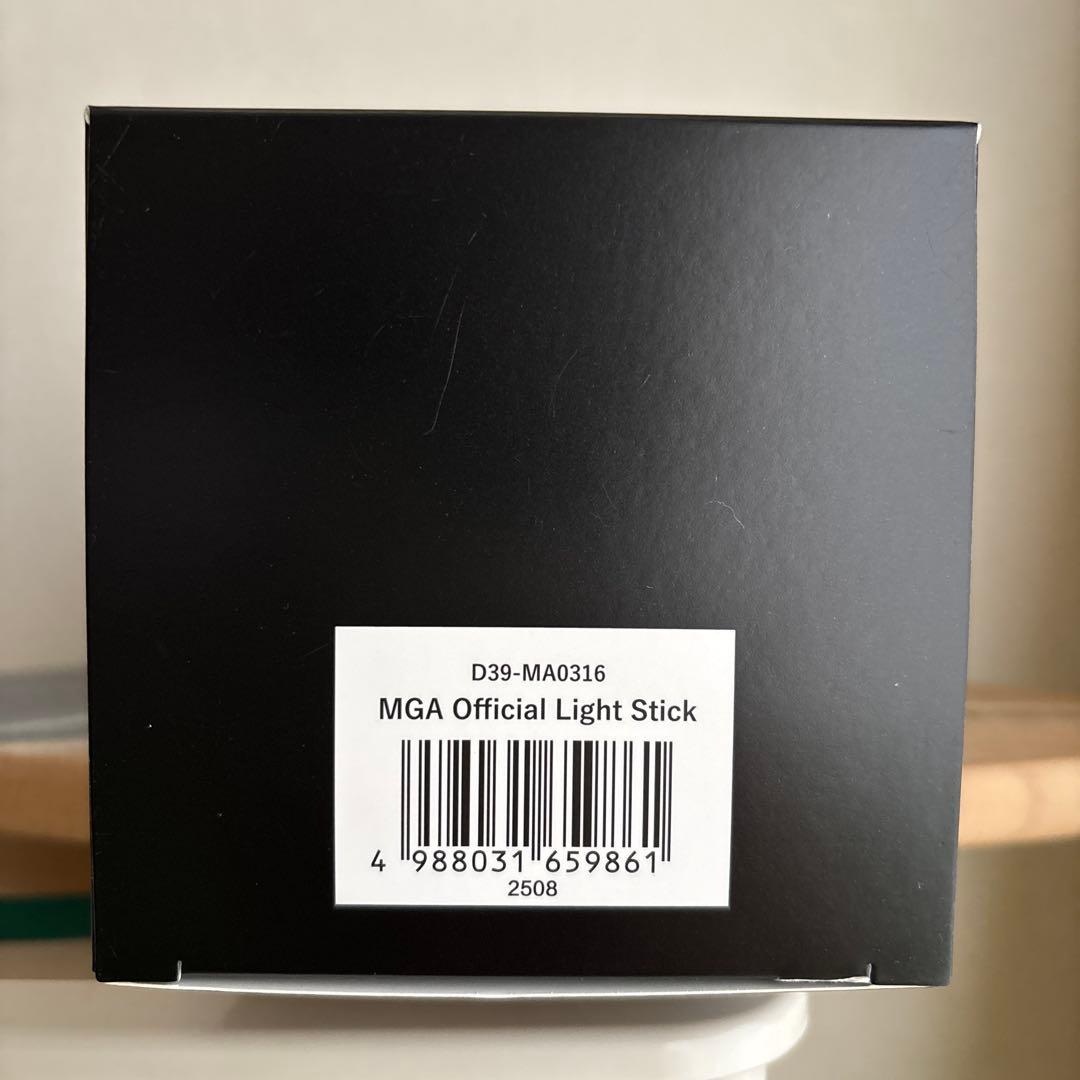 D39-MA0316
MGA Official Light Stick
4 988031 659861
2508